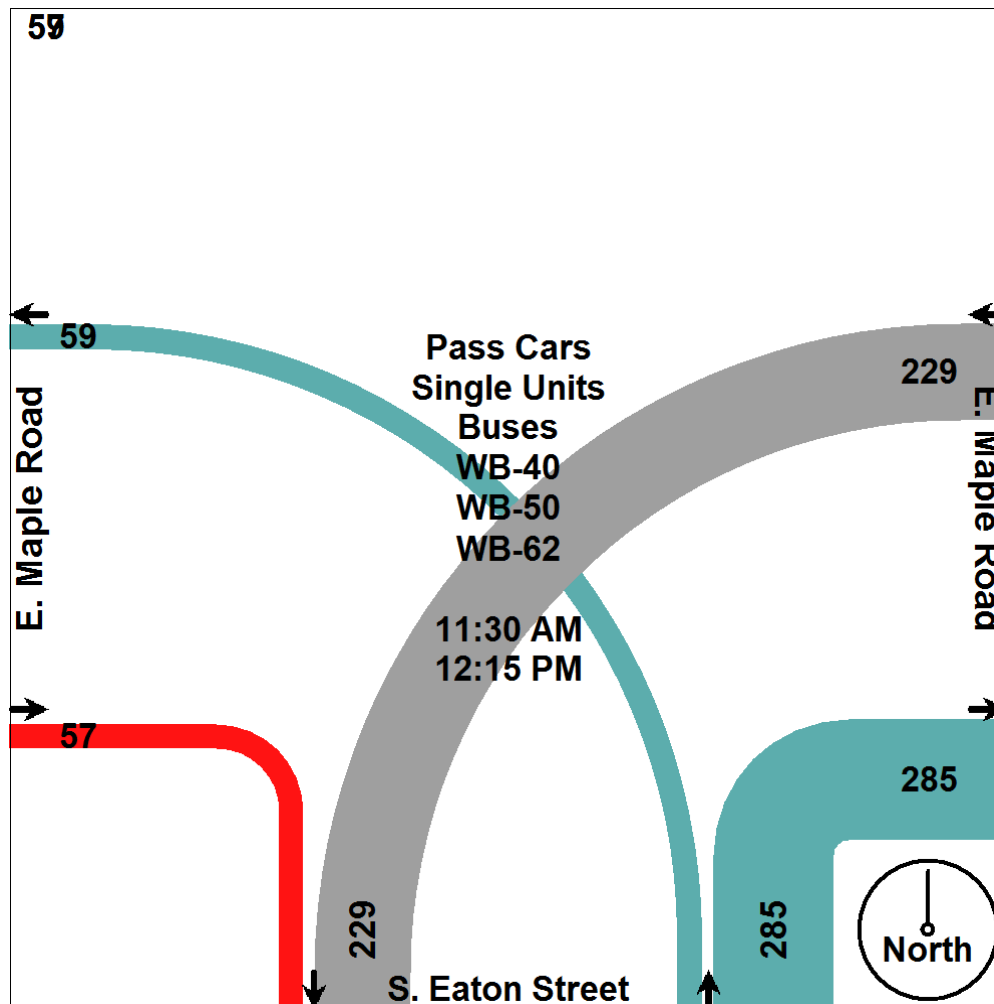 59
Pass Cars
Single Units
Buses
WB-40
WB-50
WB-62
229
E. Maple Road
E. Maple Road
11:30 AM
12:15 PM
57
285
229
285
North
S. Eaton Street